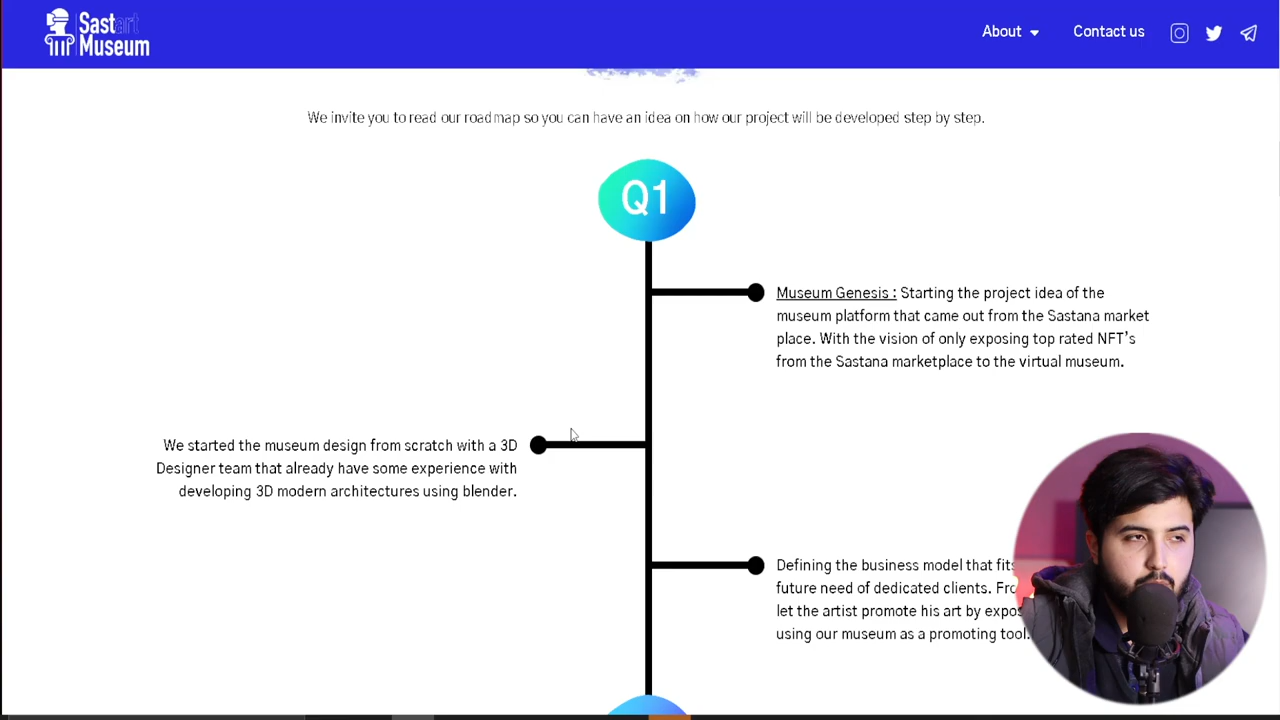 Sastart
Museum
About
Contact us
We invite you to read our roadmap so you can have an idea on how our project will be developed step by step.
Q1
Museum Genesis : Starting the project idea of the
museum platform that came out from the Sastana market
place. With the vision of only exposing top rated NFT's
from the Sastana marketplace to the virtual museum.
We started the museum design from scratch with a 3D
Designer team that already have some experience with
developing 3D modern architectures using blender.
Defining the business model that fits
future need of dedicated clients.
let the artist promote his art by
using our museum as a promoting tool.